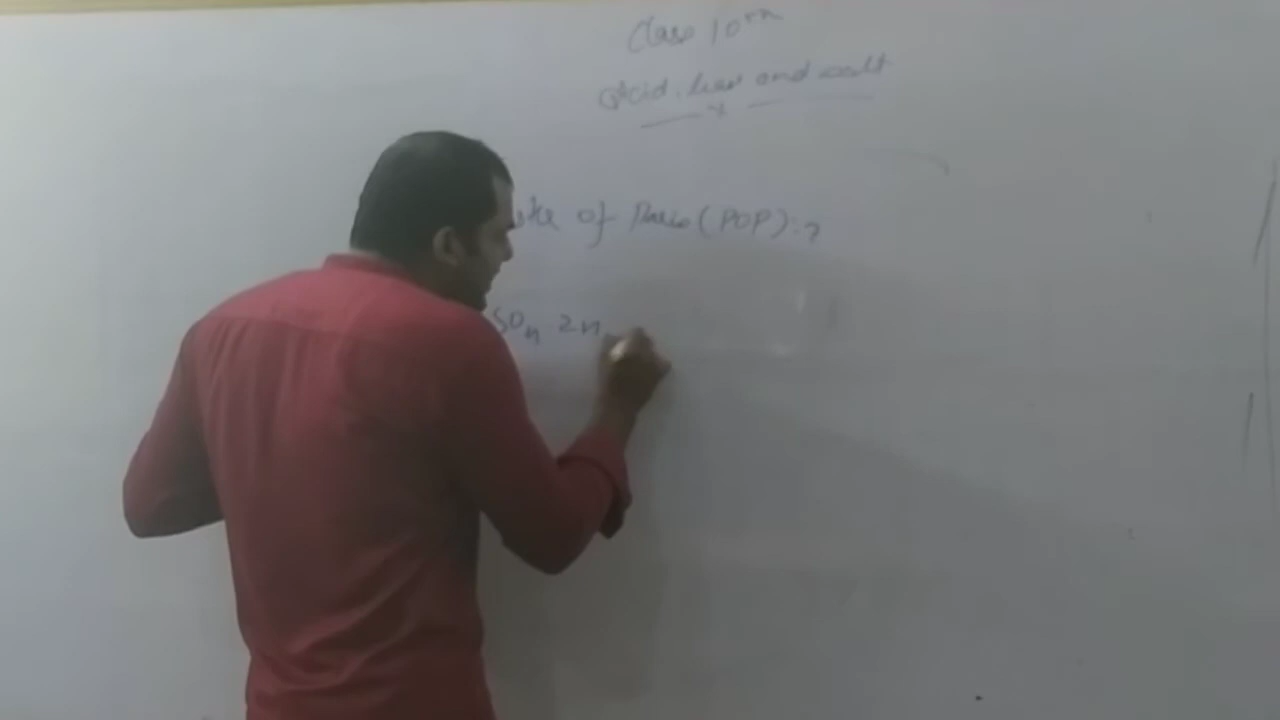 Class 10th
Acid, base and salt
of Paris (POP):?
SO4 2H